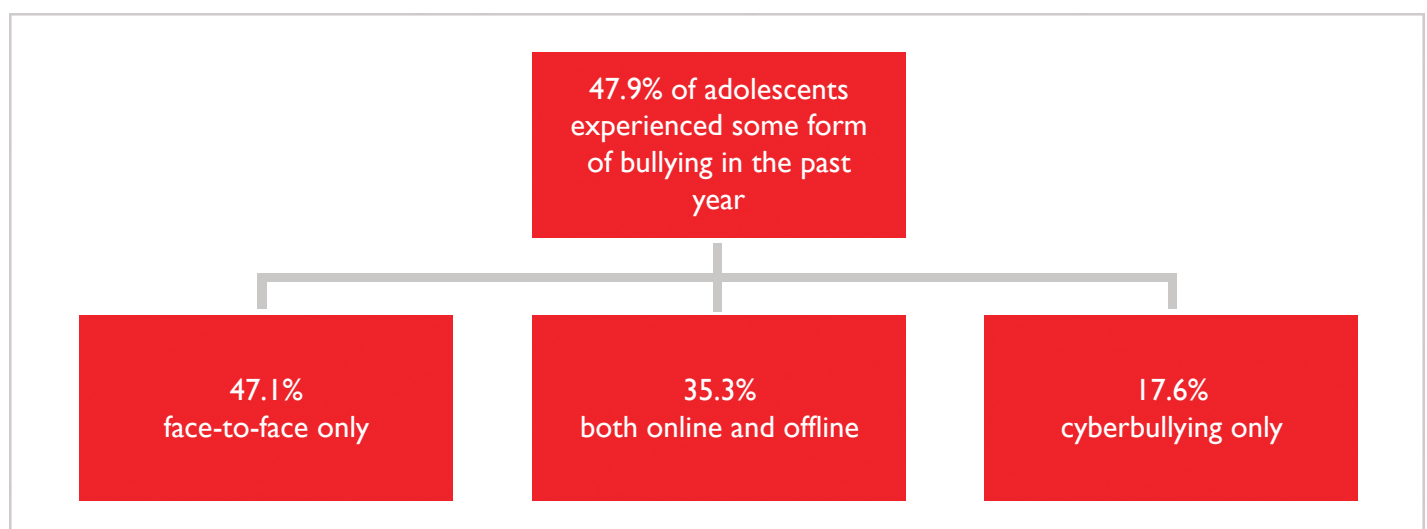 47.9% of adolescents
experienced some form
of bullying in the past
year
47.1%
face-to-face only
35.3%
both online and offline
17.6%
cyberbullying only